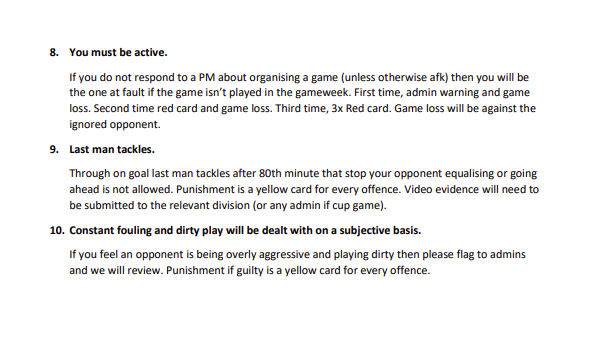 8. You must be active.
If you do not respond to a PM about organising a game (unless otherwise afk) then you will be
the one at fault if the game isn't played in the gameweek. First time, admin warning and game
loss. Second time red card and game loss. Third time, 3x Red card. Game loss will be against the
ignored opponent.
9. Last man tackles.
Through on goal last man tackles after 80th minute that stop your opponent equalising or going
ahead is not allowed. Punishment is a yellow card for every offence. Video evidence will need to
be submitted to the relevant division (or any admin if cup game).
10. Constant fouling and dirty play will be dealt with on a subjective basis.
If you feel an opponent is being overly aggressive and playing dirty then please flag to admins
and we will review. Punishment if guilty is a yellow card for every offence.